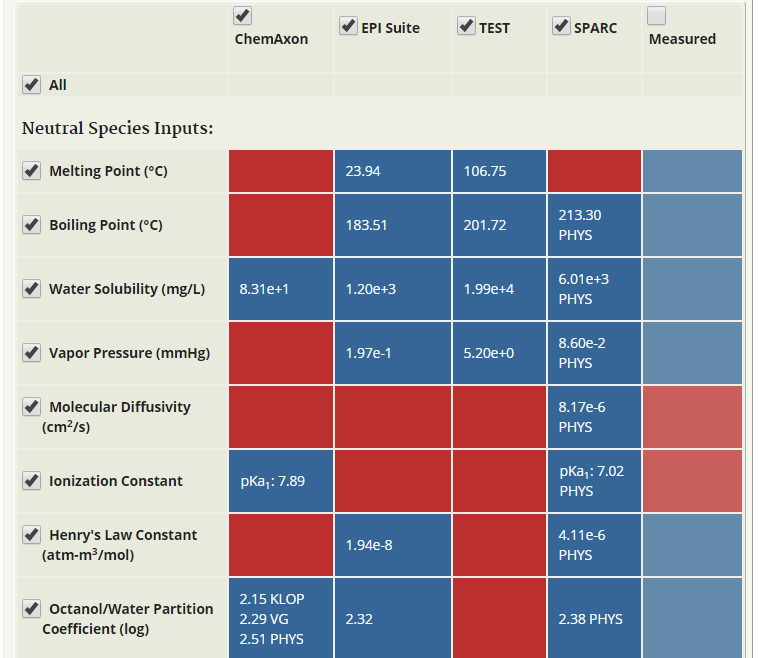 ChemAxon EPI Suite TEST SPARC Measured
All
Neutral Species Inputs:
Melting Point (ºC) 23.94 106.75
Boiling Point (ºC) 183.51 201.72 213.30
PHYS
Water Solubility (mg/L) 8.31e+1 1.20e+3 1.99e+4 6.01e+3
PHYS
Vapor Pressure (mmHg) 1.97e-1 5.20e+0 8.60e-2
PHYS
Molecular Diffusivity 8.17e-6
(cm²/s) PHYS
Ionization Constant pKa₁: 7.89 pKa₁: 7.02
PHYS
Henry's Law Constant 1.94e-8 4.11e-6
(atm-m³/mol) PHYS
Octanol/Water Partition 2.15 KLOP
2.29 VG 2.32 2.38 PHYS
Coefficient (log) 2.51 PHYS